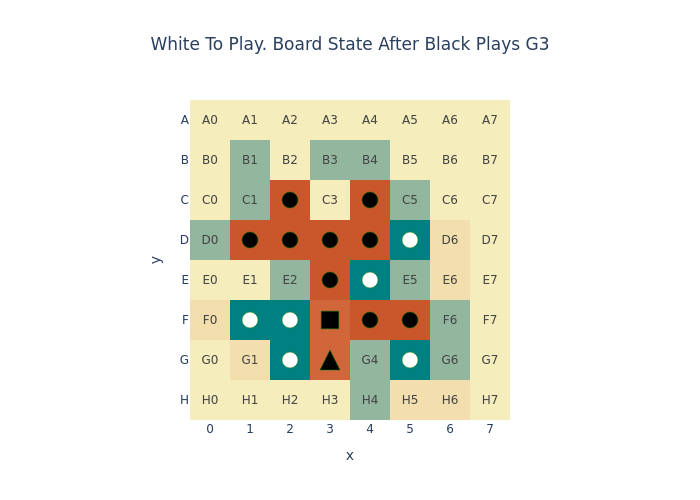 White To Play. Board State After Black Plays G3
A A0 A1 A2 A3 A4 A5 A6 A7
B B0 B1 B2 B3 B4 B5 B6 B7
C C0 C1 C3 C5 C6 C7
D D0 D6 D7
E E0 E1 E2 E5 E6 E7
F F0 F6 F7
G G0 G1 G4 G6 G7
H H0 H1 H2 H3 H4 H5 H6 H7
0 1 2 3 4 5 6 7
x
y